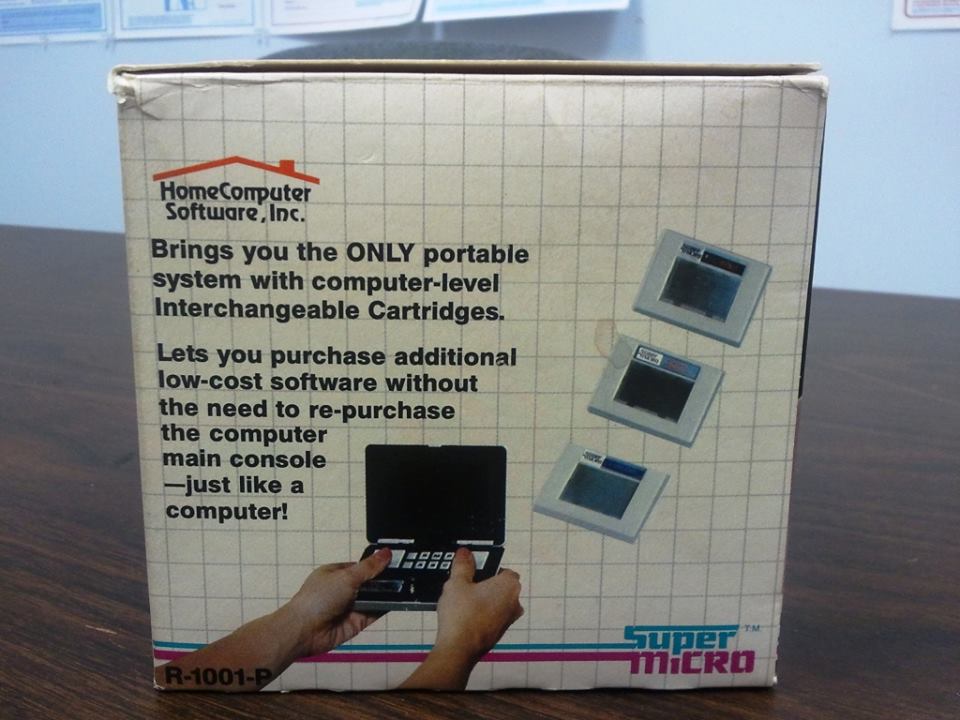 HomeComputer
Software, Inc.
Brings you the ONLY portable
system with computer-level
Interchangeable Cartridges.
Lets you purchase additional
low-cost software without
the need to re-purchase
the computer
main console
—just like a
computer!
Super T.M.
MiCRO
R-1001-P